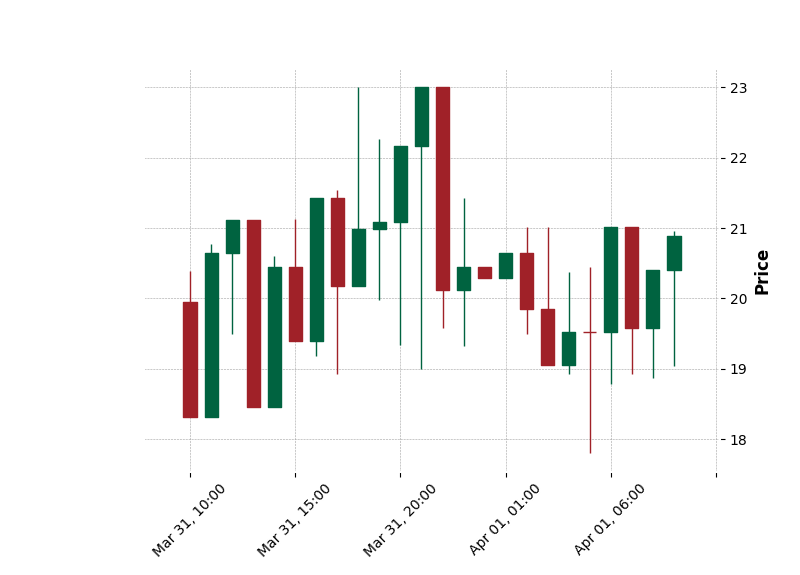 23
22
21
20
19
18
Price
Mar 31, 10:00
Mar 31, 15:00
Mar 31, 20:00
Apr 01, 01:00
Apr 01, 06:00